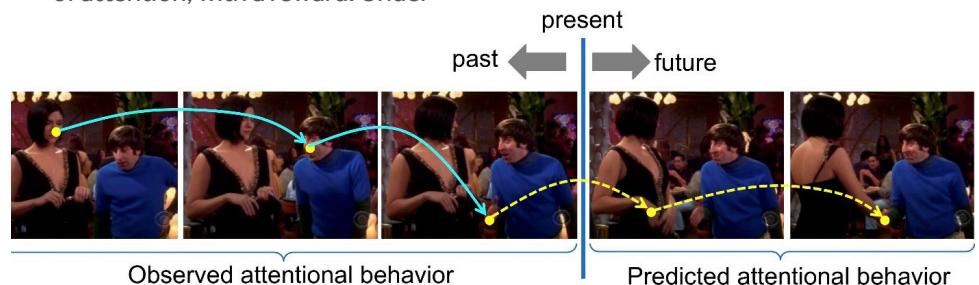 present
past
future
Observed attentional behavior
Predicted attentional behavior